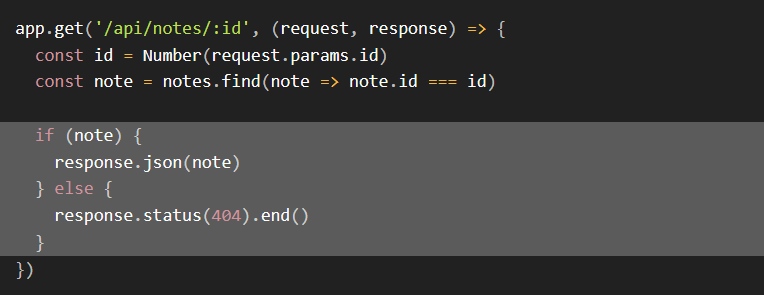 app.get('/api/notes/:id', (request, response) => {
  const id = Number(request.params.id)
  const note = notes.find(note => note.id === id)

  if (note) {
    response.json(note)
  } else {
    response.status(404).end()
  }
})